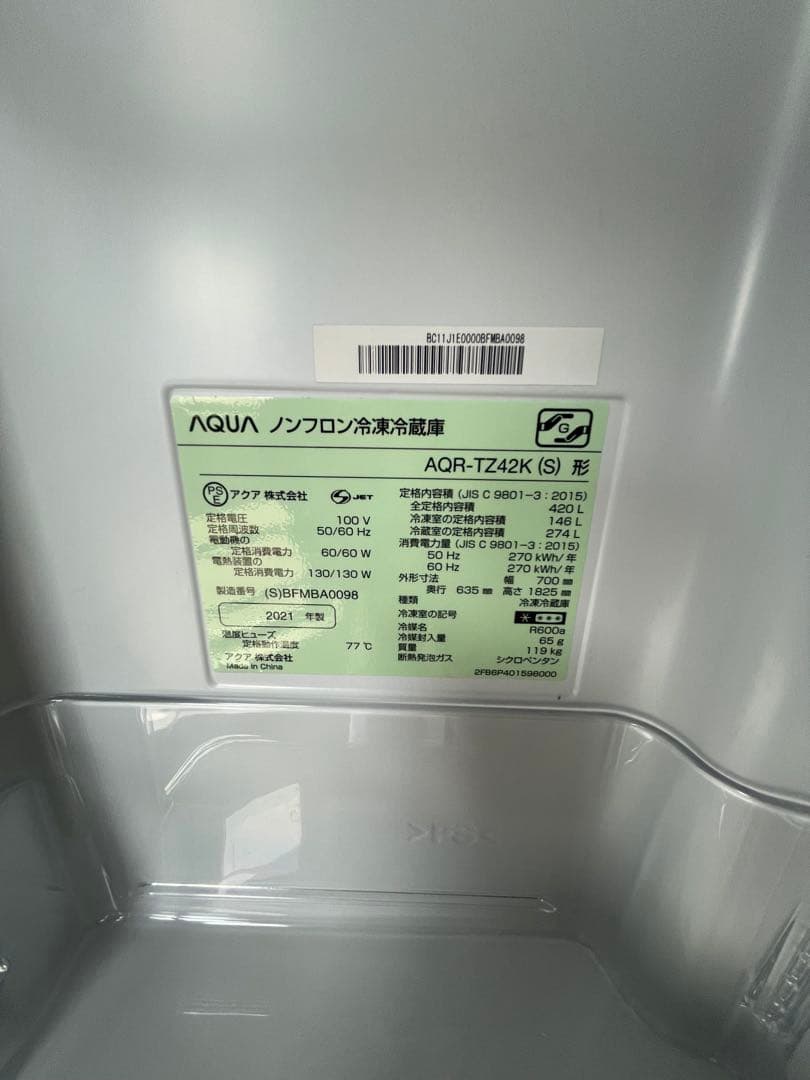 BC11J1E0000BFMBA0098
AQUA ノンフロン冷凍冷蔵庫
G
AQR-TZ42K (S) 形
PSE アクア 株式会社 JET
定格電圧 100 V
定格周波数 50/60 Hz
電動機の
定格消費電力 60/60 W
電熱装置の
定格消費電力 130/130 W
製造番号 (S)BFMBA0098
2021 年製
温度ヒューズ
定格動作温度 77℃
アクア 株式会社
Made in China
定格内容積 (JIS C 9801-3:2015)
全定格内容積 420 L
冷凍室の定格内容積 146 L
冷蔵室の定格内容積 274 L
消費電力量 (JIS C 9801-3:2015)
50 Hz 270 kWh/年
60 Hz 270 kWh/年
外形寸法 幅 700 mm
奥行 635 mm 高さ 1825 mm
種類 冷凍冷蔵庫
冷凍室の記号
冷媒名 R600a
冷媒封入量 65 g
質量 119 kg
断熱発泡ガス シクロペンタン
2FB6P401598000